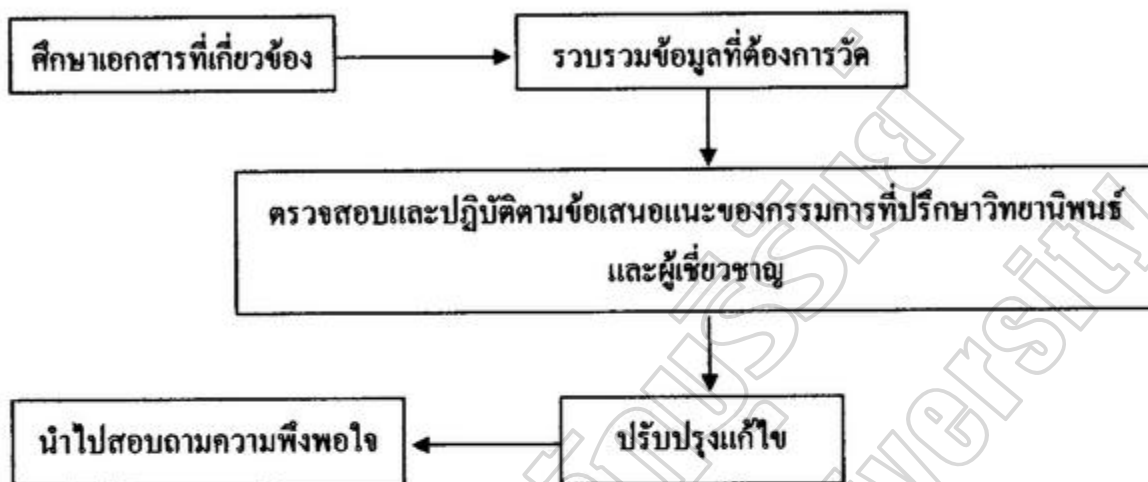 ศึกษาเอกสารที่เกี่ยวข้อง
รวบรวมข้อมูลที่ต้องการวัด
ตรวจสอบและปฏิบัติตามข้อเสนอแนะของกรรมการที่ปรึกษาวิทยานิพนธ์
และผู้เชี่ยวชาญ
นำไปสอบถามความพึงพอใจ
ปรับปรุงแก้ไข